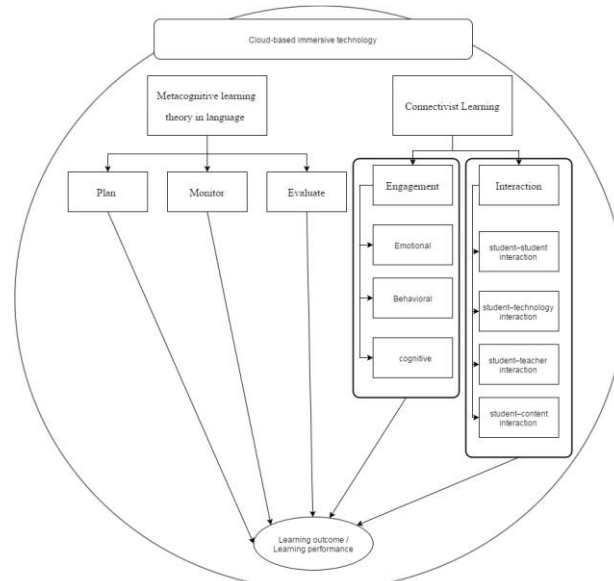 Cloud-based immersive technology
Metacognitive learning
theory in language
Connectivist Learning
Plan
Monitor
Evaluate
Engagement
Interaction
Emotional
Behavioral
cognitive
student–student
interaction
student–technology
interaction
student–teacher
interaction
student–content
interaction
Learning outcome /
Learning performance